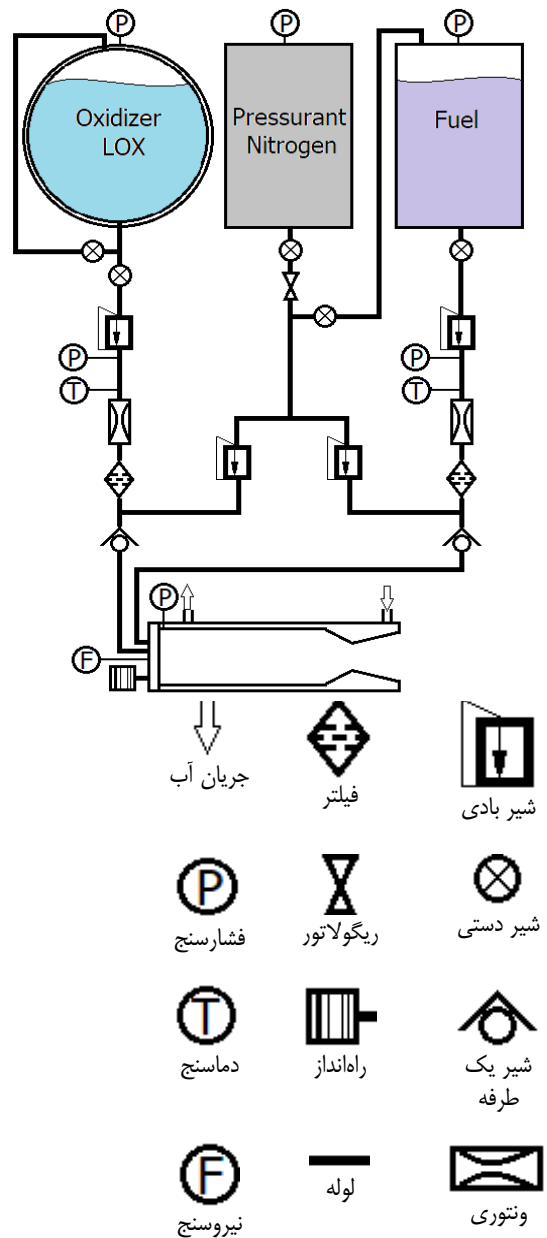 P
P
P
Oxidizer
LOX
Pressurant
Nitrogen
Fuel
P
P
T
T
P
F
جریان آب
فیلتر
شیر بادی
P
فشارسنج
ریگولاتور
شیر دستی
T
دماسنج
راه‌انداز
شیر یک
طرفه
F
نیروسنج
لوله
ونتوری